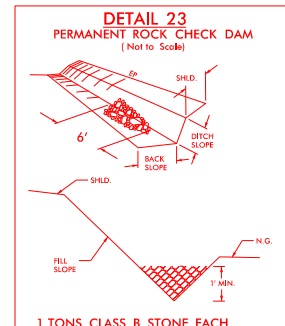 DETAIL 23
PERMANENT ROCK CHECK DAM
( Not to Scale)
EP
SHLD.
6'
DITCH
SLOPE
BACK
SLOPE
SHLD.
N.G.
FILL
SLOPE
1' MIN.
1 TONS CLASS B STONE EACH